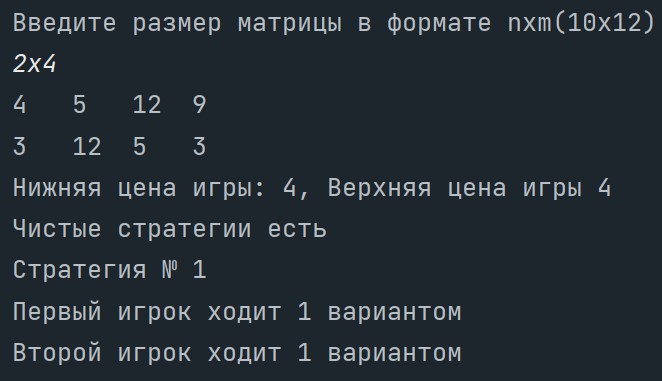 Введите размер матрицы в формате nxm(10x12)
2x4
4 5 12 9
3 12 5 3
Нижняя цена игры: 4, Верхняя цена игры 4
Чистые стратегии есть
Стратегия № 1
Первый игрок ходит 1 вариантом
Второй игрок ходит 1 вариантом